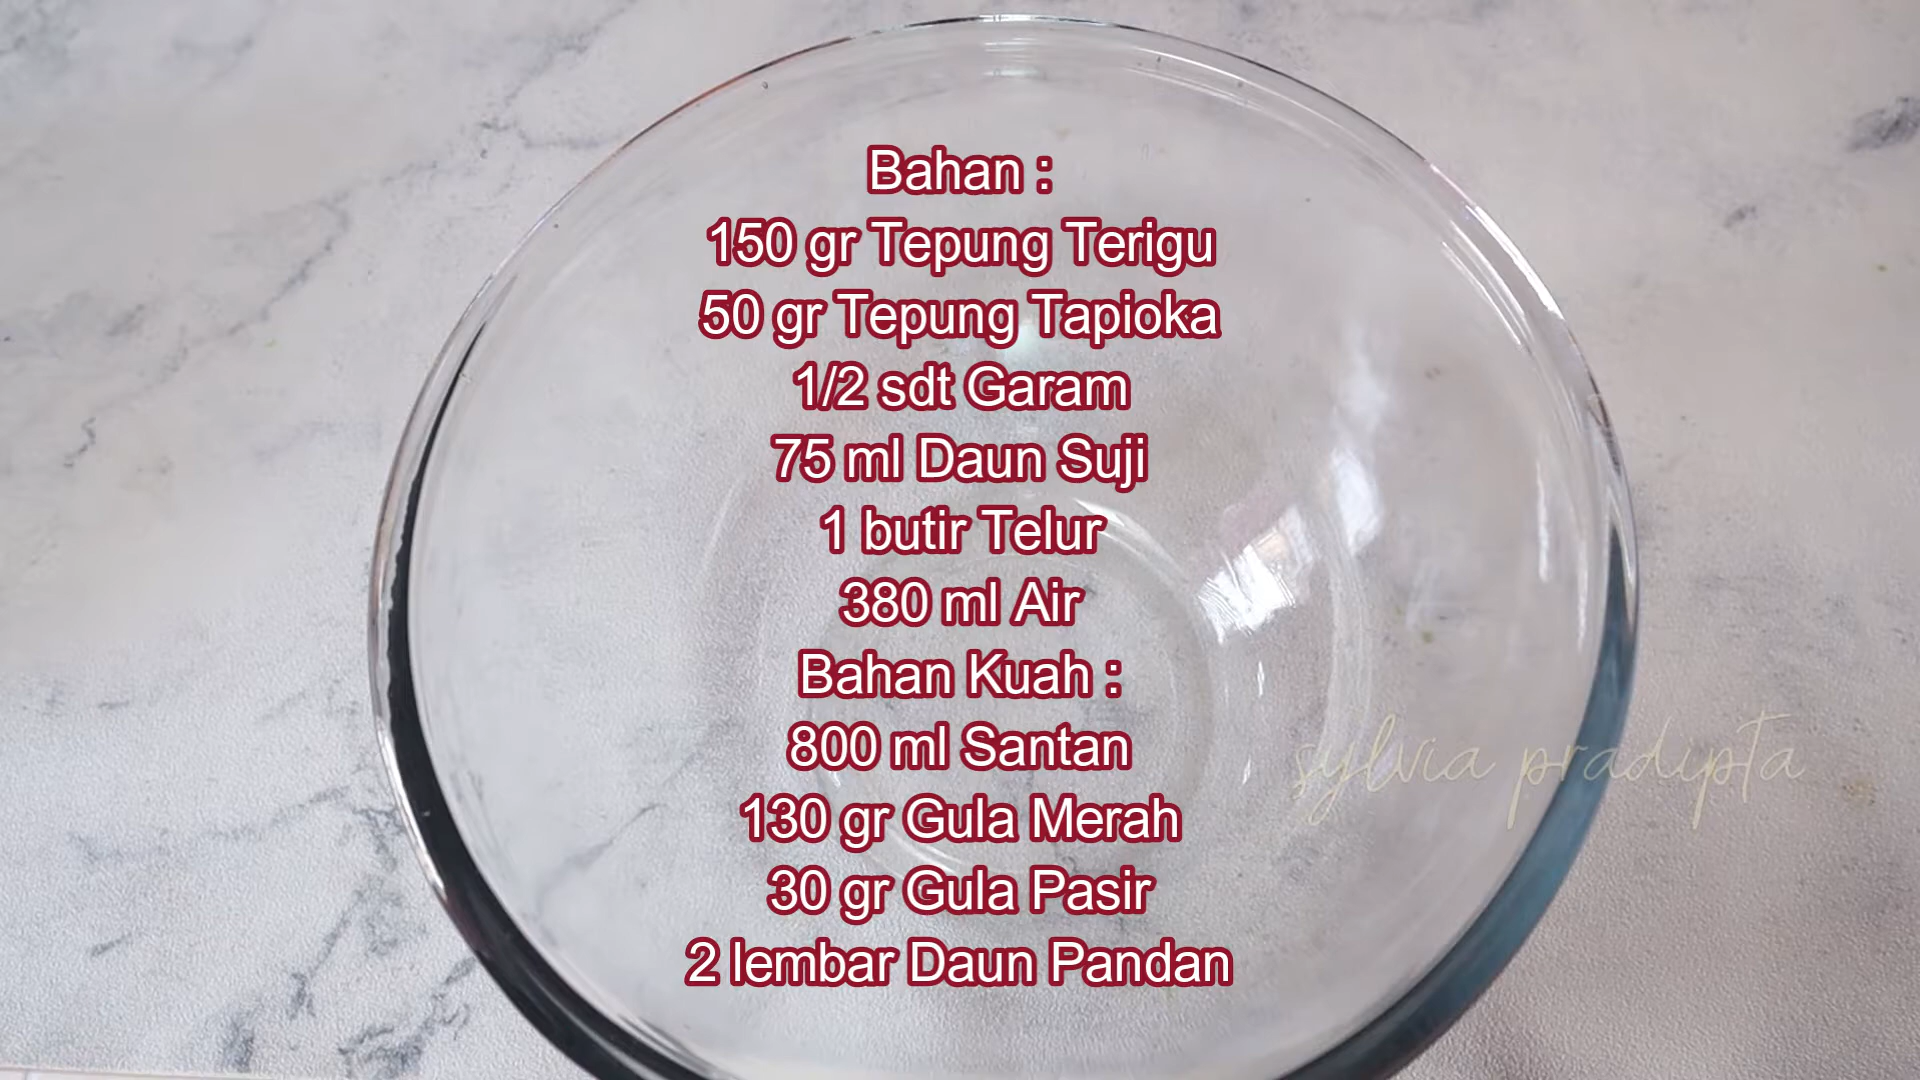 Bahan :
150 gr Tepung Terigu
50 gr Tepung Tapioka
1/2 sdt Garam
75 ml Daun Suji
1 butir Telur
380 ml Air
Bahan Kuah :
800 ml Santan
130 gr Gula Merah
30 gr Gula Pasir
2 lembar Daun Pandan
sylvia pradipta